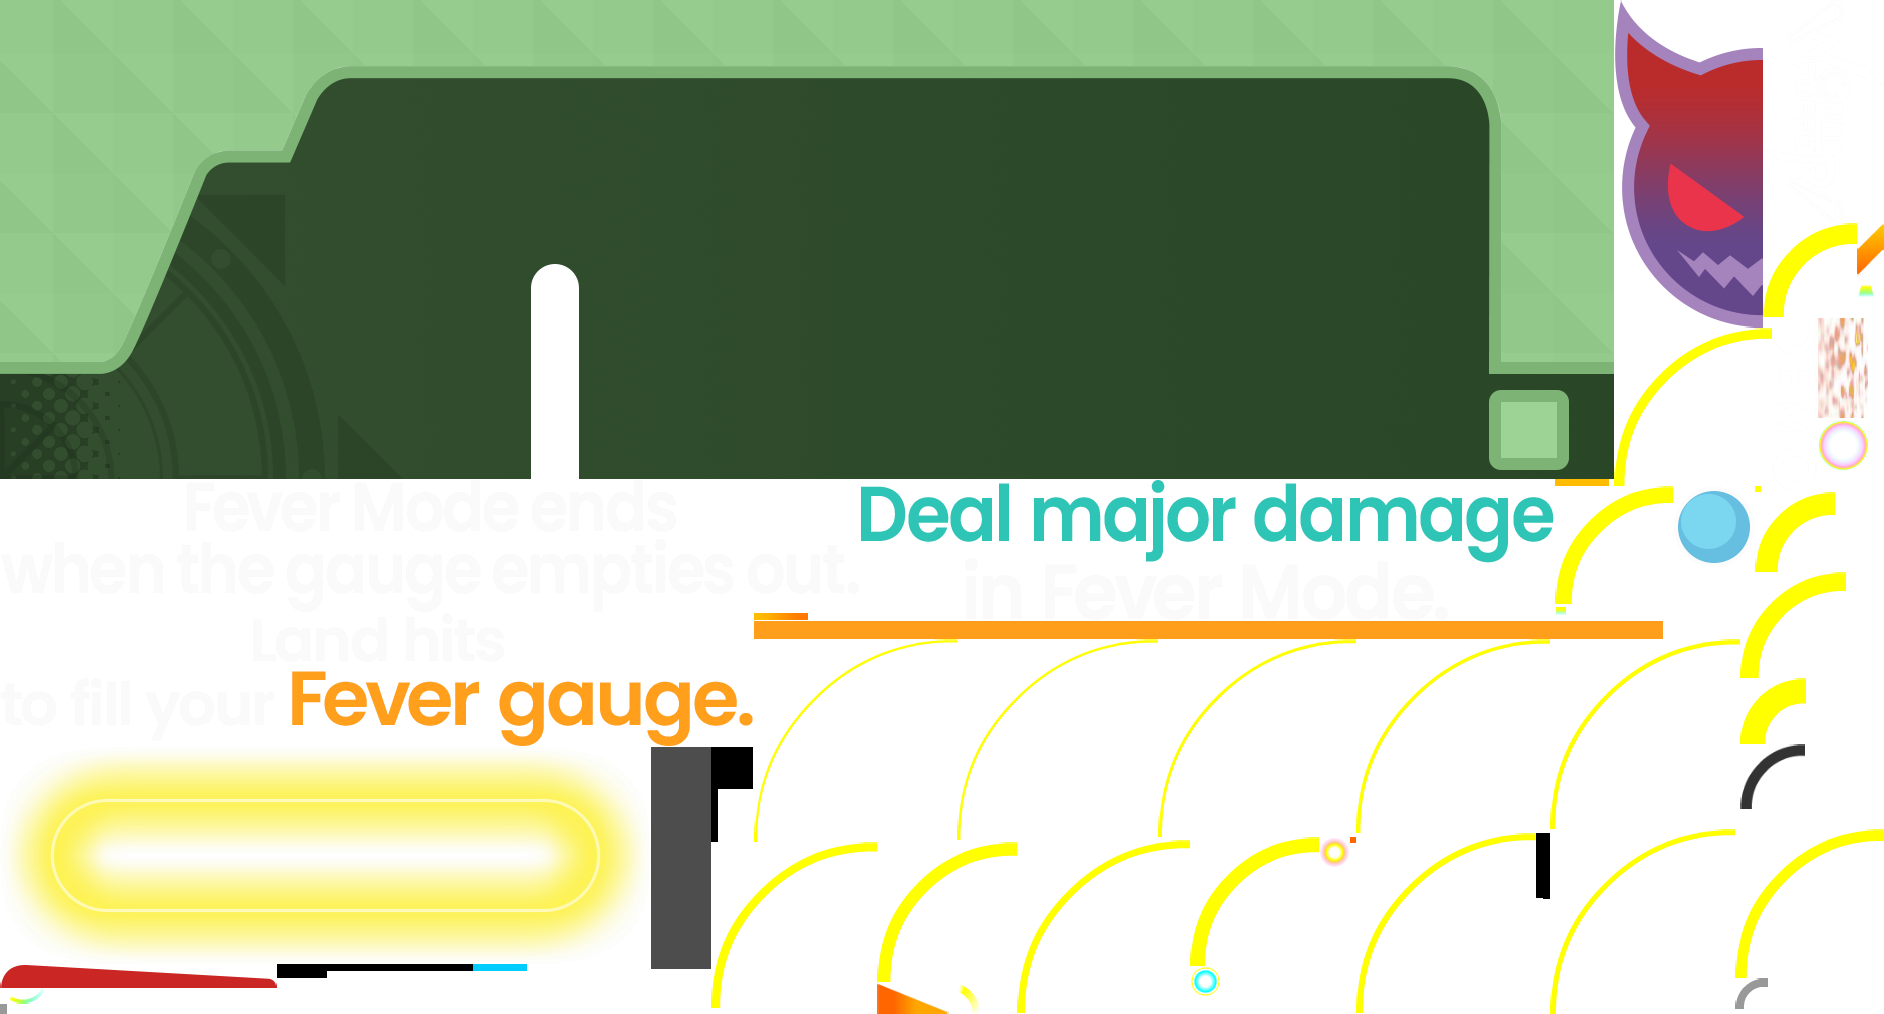 Fever Mode ends
when the gauge empties out.
Land hits
to fill your Fever gauge.
Deal major damage
in Fever Mode.